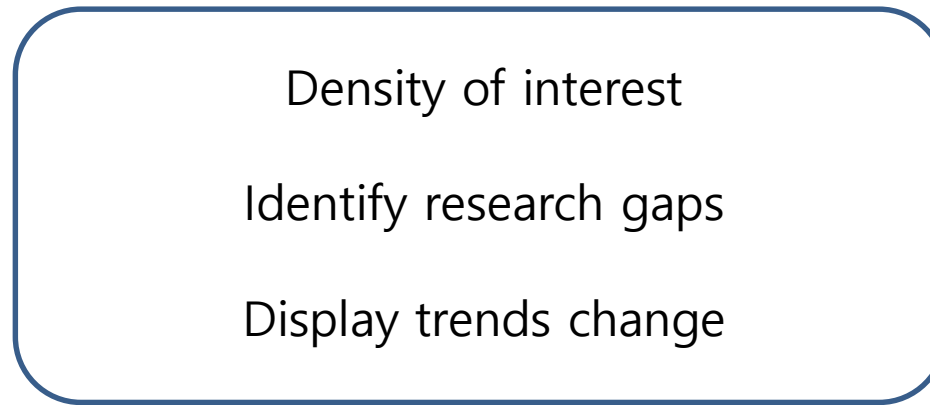 Density of interest
Identify research gaps
Display trends change